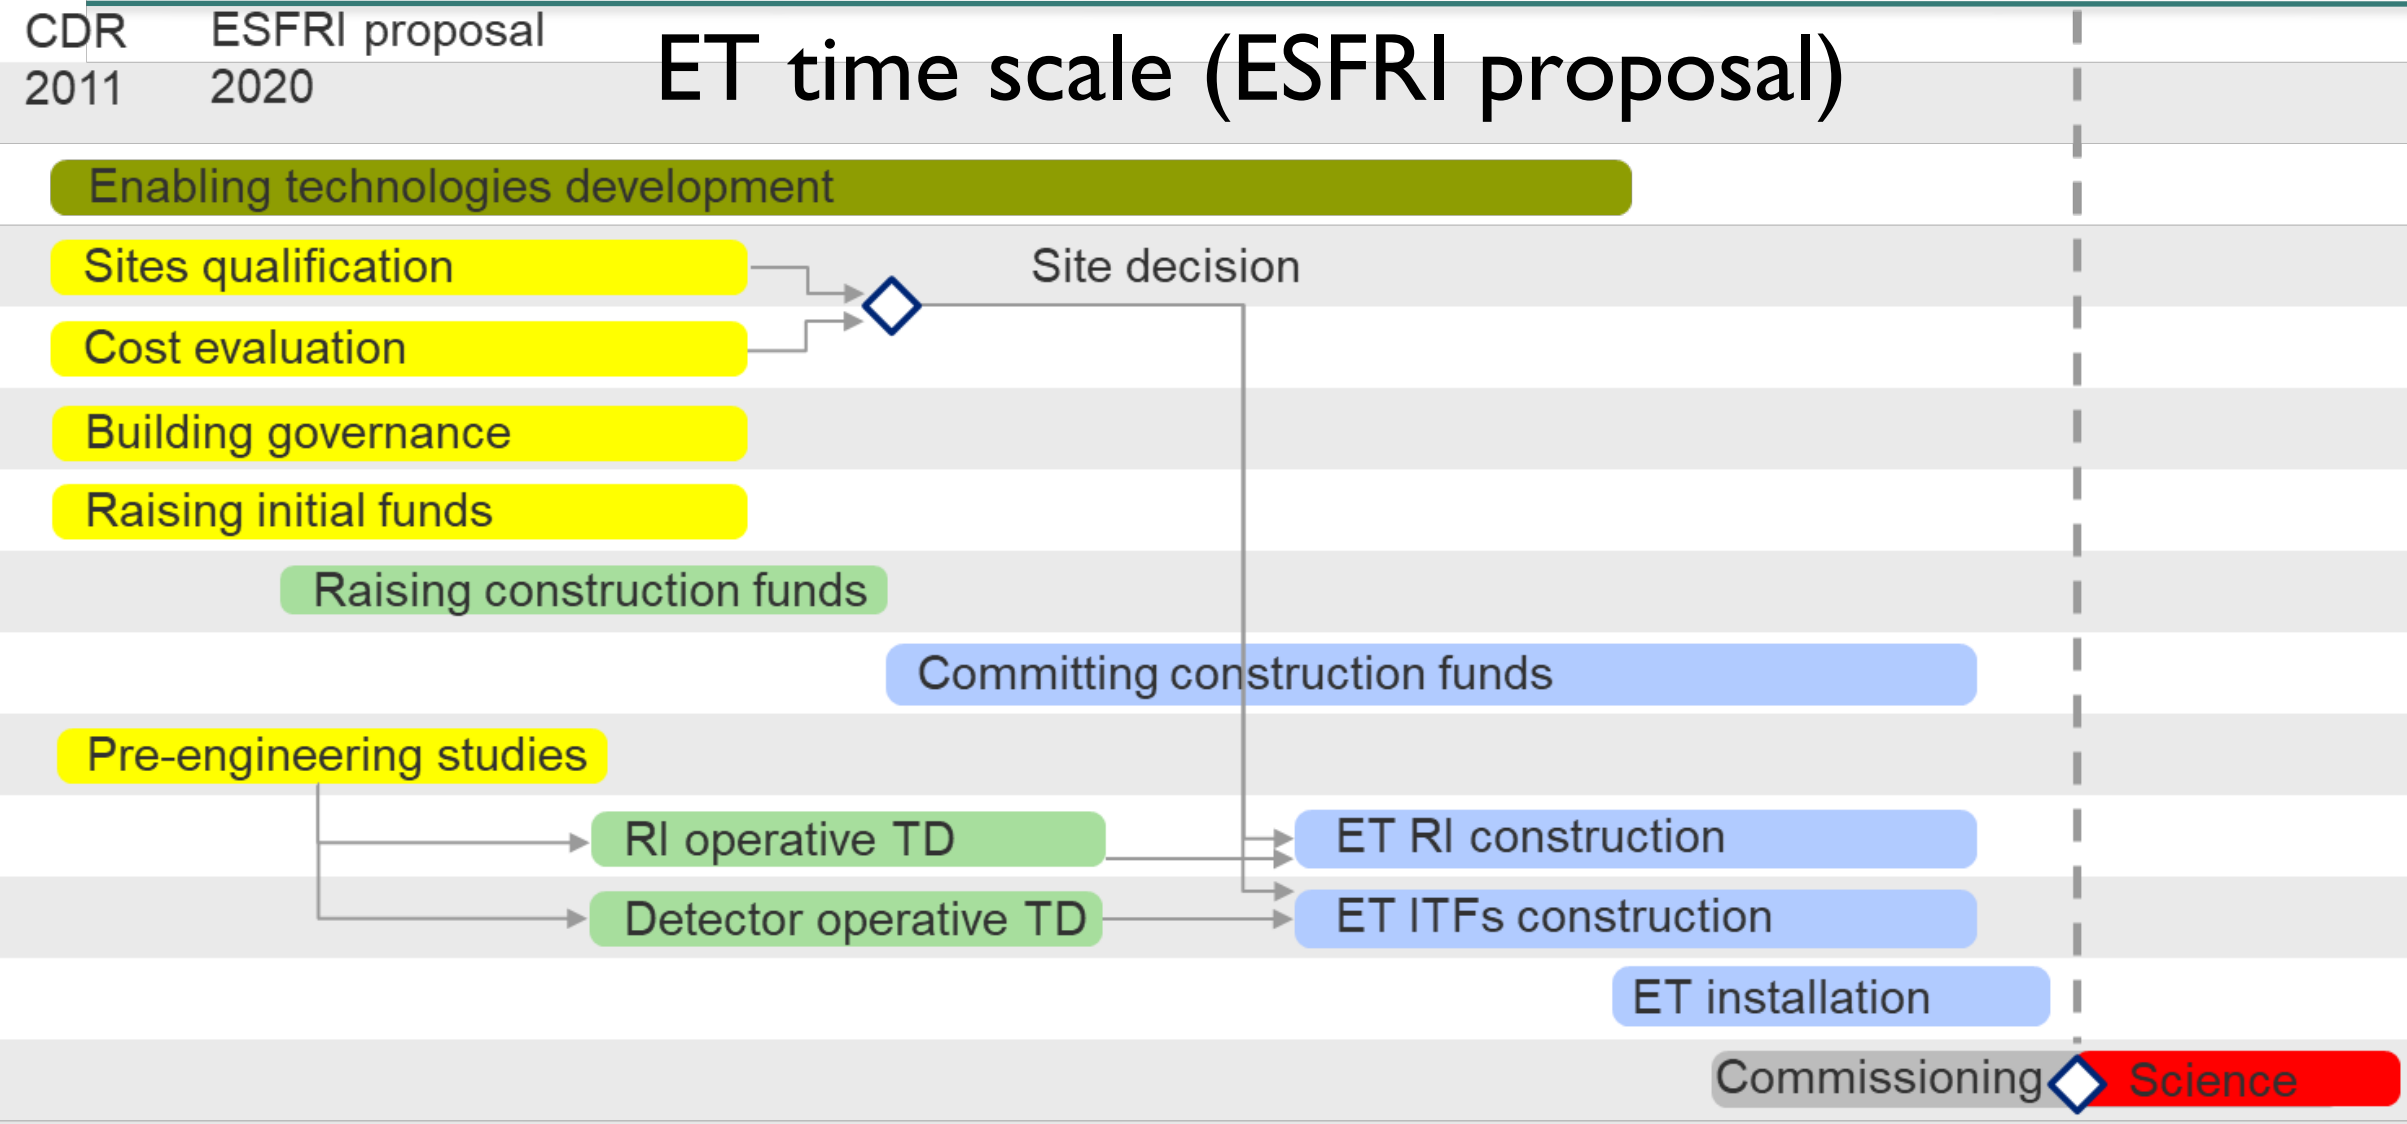 CDR ESFRI proposal
2011 2020
ET time scale (ESFRI proposal)
Enabling technologies development
Sites qualification
Site decision
Cost evaluation
Building governance
Raising initial funds
Raising construction funds
Committing construction funds
Pre-engineering studies
RI operative TD
ET RI construction
Detector operative TD
ET ITFs construction
ET installation
Commissioning
Science